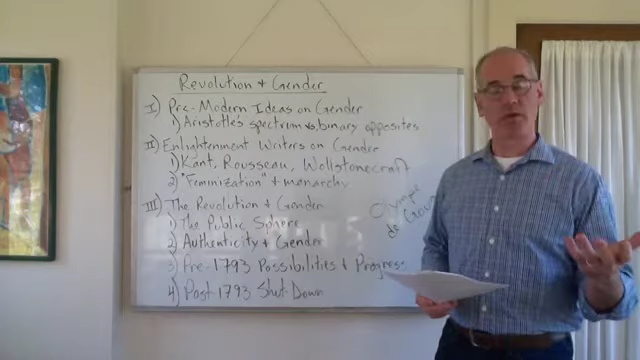 Revolution + Gender
I) Pre-Modern Ideas on Gender
1) Aristotle's spectrum vs. binary opposites
II) Enlightenment Writers on Gender
1) Kant, Rousseau, Wollstonecraft
2) "Feminization" + monarchy
III) The Revolution + Gender
1) The Public Sphere
2) Authenticity + Gender
3) Pre-1793 Possibilities + Progress
4) Post 1793 Shut-Down
Olympe
de Gou